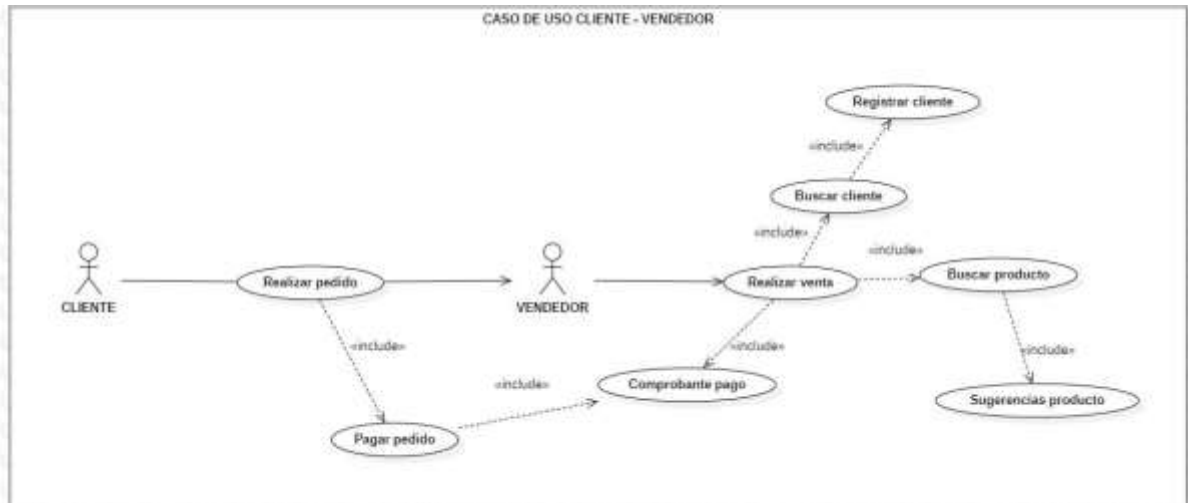 CASO DE USO CLIENTE - VENDEDOR
Registrar cliente
«include»
Buscar cliente
«include»
«include»
CLIENTE
Realizar pedido
VENDEDOR
Realizar venta
Buscar producto
«include»
«include»
«include»
«include»
Comprobante pago
Sugerencias producto
Pagar pedido